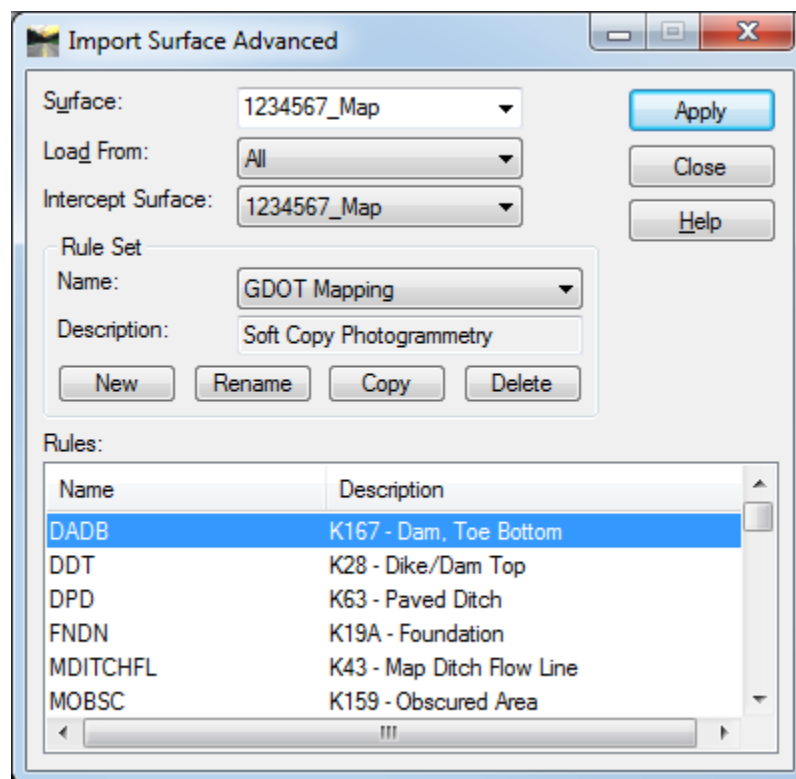 Import Surface Advanced
Surface: 1234567_Map Apply
Load From: All Close
Intercept Surface: 1234567_Map Help
Rule Set
Name: GDOT Mapping
Description: Soft Copy Photogrammetry
New Rename Copy Delete
Rules:
Name Description
DADB K167 - Dam, Toe Bottom
DDT K28 - Dike/Dam Top
DPD K63 - Paved Ditch
FNDN K19A - Foundation
MDITCHFL K43 - Map Ditch Flow Line
MOBSC K159 - Obscured Area